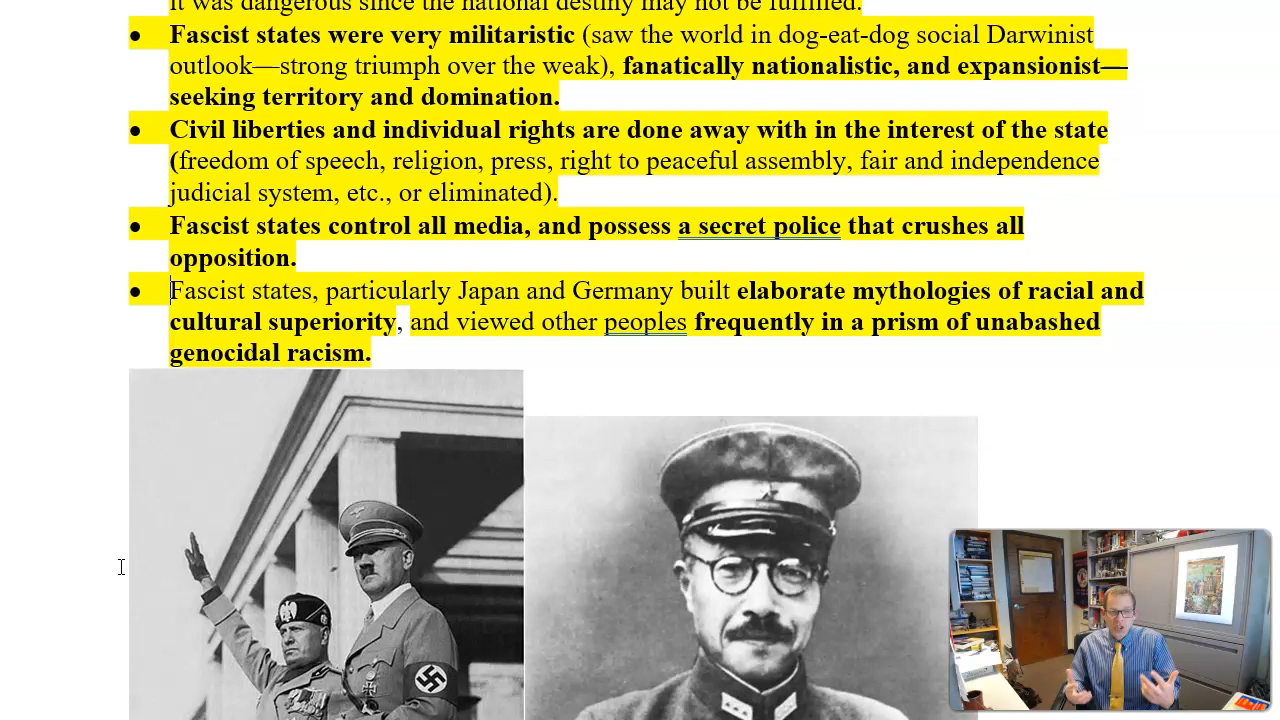 it was dangerous since the national destiny may not be fulfilled.
● Fascist states were very militaristic (saw the world in dog-eat-dog social Darwinist
outlook—strong triumph over the weak), fanatically nationalistic, and expansionist—
seeking territory and domination.
● Civil liberties and individual rights are done away with in the interest of the state
(freedom of speech, religion, press, right to peaceful assembly, fair and independence
judicial system, etc., or eliminated).
● Fascist states control all media, and possess a secret police that crushes all
opposition.
● Fascist states, particularly Japan and Germany built elaborate mythologies of racial and
cultural superiority, and viewed other peoples frequently in a prism of unabashed
genocidal racism.